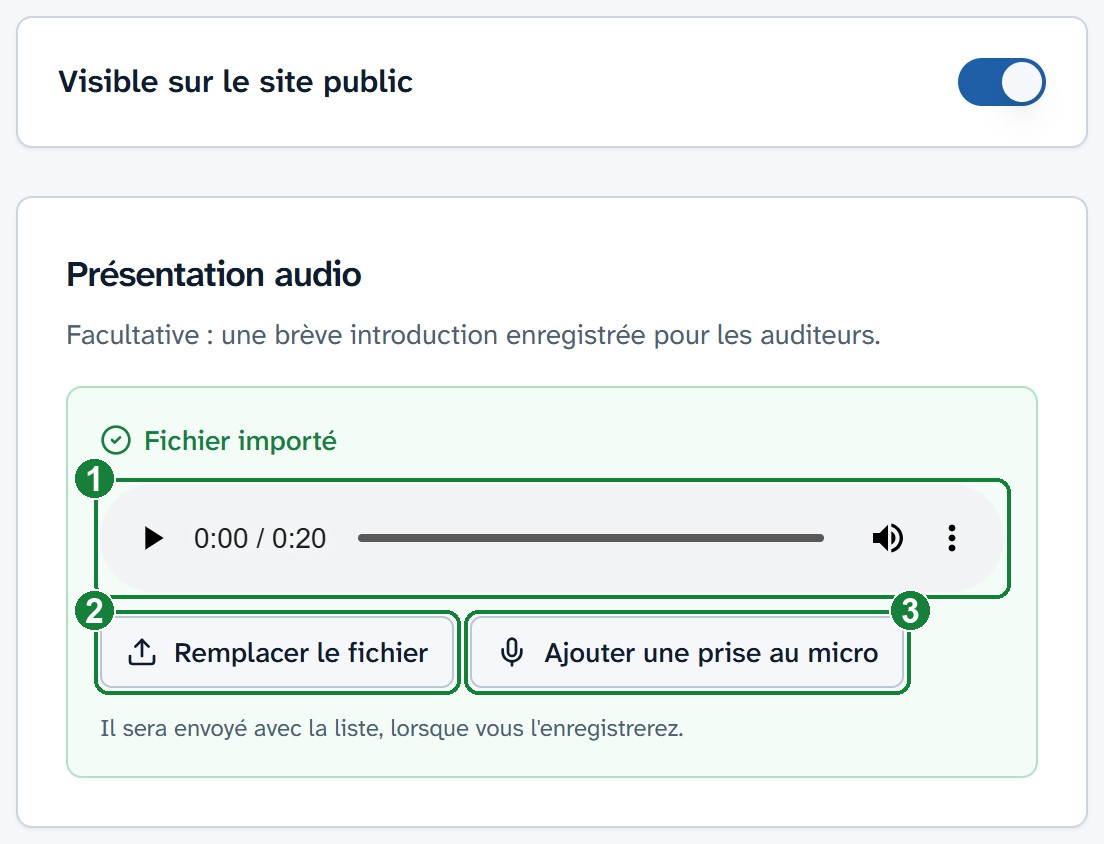 Visible sur le site public
Présentation audio
Facultative : une brève introduction enregistrée pour les auditeurs.
Fichier importé
1
0:00 / 0:20
2
Remplacer le fichier
3
Ajouter une prise au micro
Il sera envoyé avec la liste, lorsque vous l'enregistrerez.